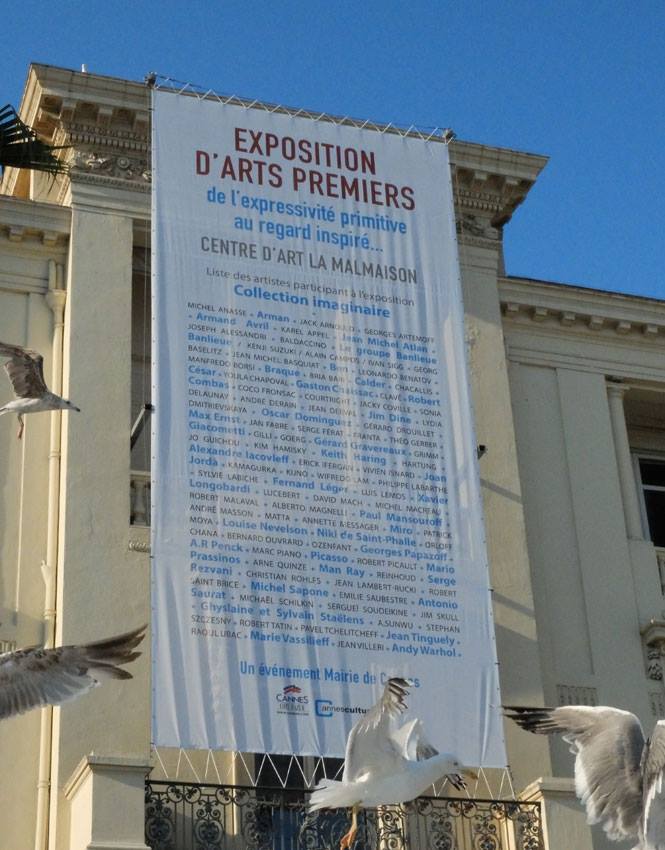 EXPOSITION
D'ARTS PREMIERS
de l'expressivité primitive
au regard inspiré...
CENTRE D'ART LA MALMAISON
Liste des artistes participant à l'exposition
Collection imaginaire
MICHEL ANASSE • Arman • JACK ARNOULD • GEORGES ARTEMOFF
• Armand Avril • KAREL APPEL • Jean Michel Atlan •
JOSEPH ALESSANDRI • BALDACCINO • Le groupe Banlieue
Banlieue / KENJI SUZUKI / ALAIN CAMPOS / IVAN SIGG • GEORG
BASELITZ • JEAN MICHEL BASQUIAT • Ben • LEONARDO BENATOV •
MANFREDO BORSI • Braque • BRIA BAR • Calder • CHACALLIS •
César • YOULA CHAPOVAL • Gaston Chaissac • CLAVÉ • Robert
Combas • COCO FRONSAC • COURTRIGHT • JACKY COVILLE • SONIA
DELAUNAY • ANDRÉ DERAIN • JEAN DEJVAL • Jim Dine • LYDIA
DMITRIEVSKAYA • Oscar Dominguez • GÉRARD DROUILLET •
Max Ernst • JAN FABRE • SERGE FÉRAT • FRANTA • THÉO GERBER •
Giacometti • GILLI • GOERG • Gérard Gravereaux • GRIMM •
JO GUICHOU • KIM HAMISKY • Keith Haring • HARTUNG •
Alexandre Iacovleff • ERICK IFERGAN • VIVIEN ISNARD • Joan
Jordà • KAMAGURKA • KIJNO • WIFREDO LAM • PHILIPPE LABARTHE
• SYLVIE LABICHE • Fernand Léger • LUIS LEMOS • Xavier
Longobardi • LUCEBERT • DAVID MACH • MICHEL MACREAU •
ROBERT MALAVAL • ALBERTO MAGNELLI • Paul Mansouroff •
ANDRÉ MASSON • MATTA • ANNETTE MESSAGER • Miro • PATRICK
MOYA • Louise Nevelson • Niki de Saint-Phalle • ORLOFF
CHANA • BERNARD OUVRARD • OZENFANT • Georges Papazoff •
A.R Penck • MARC PIANO • Picasso • ROBERT PICAULT • Mario
Prassinos • ARNE QUINZE • Man Ray • REINHOUD • Serge
Rezvani • CHRISTIAN ROHLFS • JEAN LAMBERT-RUCKI • ROBERT
SAINT BRICE • Michel Sapone • EMILIE SAUBESTRE • Antonio
Saurat • MICHAËL SCHILKIN • SERGUEI SOUDEIKINE • JIM SKULL
• Ghyslaine et Sylvain Staëlens • A.SUNWU • STEPHAN
SZCZESNY • ROBERT TATIN • PAVEL TCHELITCHEFF • Jean Tinguely •
RAOUL UBAC • Marie Vassilieff • JEAN VILLERI • Andy Warhol •
Un événement Mairie de Cannes
CANNES